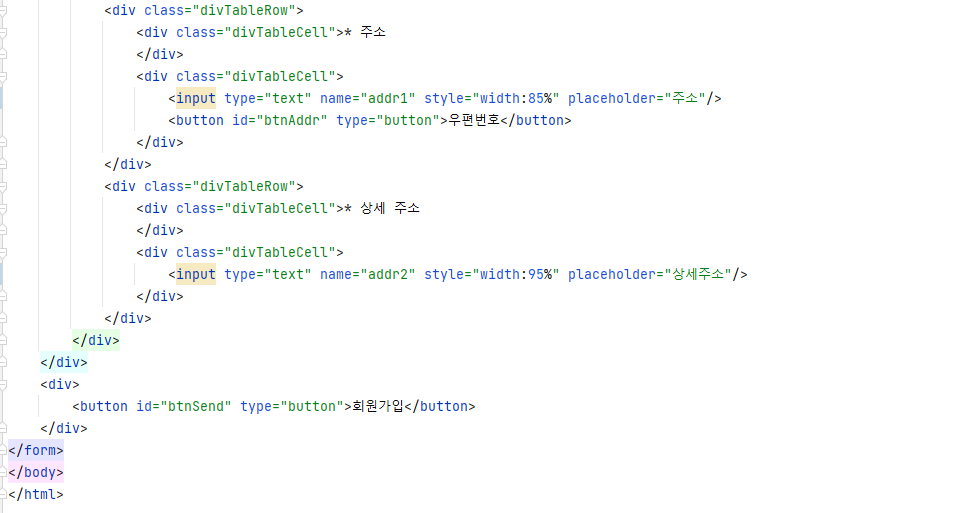 <div class="divTableRow">
<div class="divTableCell">* 주소
</div>
<div class="divTableCell">
<input type="text" name="addr1" style="width:85%" placeholder="주소"/>
<button id="btnAddr" type="button">우편번호</button>
</div>
</div>
<div class="divTableRow">
<div class="divTableCell">* 상세 주소
</div>
<div class="divTableCell">
<input type="text" name="addr2" style="width:95%" placeholder="상세주소"/>
</div>
</div>
</div>
</div>
<div>
<button id="btnSend" type="button">회원가입</button>
</div>
</form>
</body>
</html>